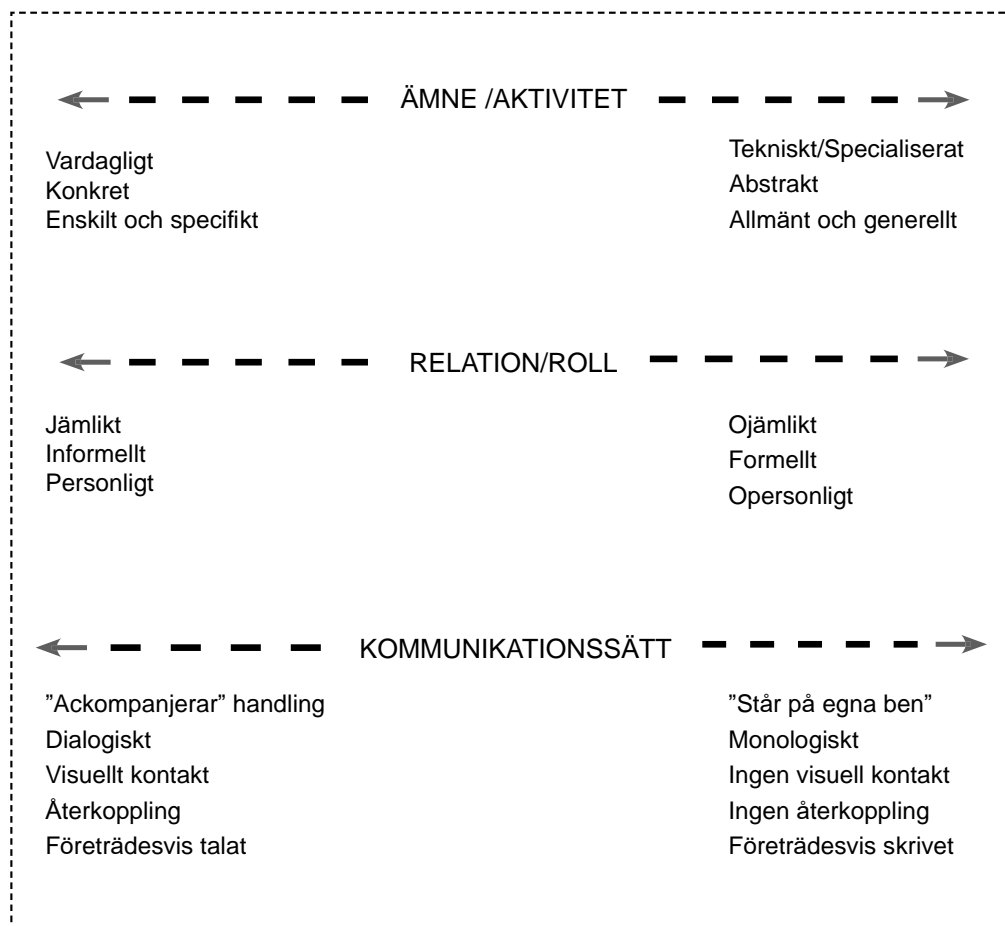 ÄMNE /AKTIVITET
Vardagligt
Konkret
Enskilt och specifikt
Tekniskt/Specialiserat
Abstrakt
Allmänt och generellt
RELATION/ROLL
Jämlikt
Informellt
Personligt
Ojämlikt
Formellt
Opersonligt
KOMMUNIKATIONSSÄTT
”Ackompanjerar” handling
Dialogiskt
Visuellt kontakt
Återkoppling
Företrädesvis talat
”Står på egna ben”
Monologiskt
Ingen visuell kontakt
Ingen återkoppling
Företrädesvis skrivet